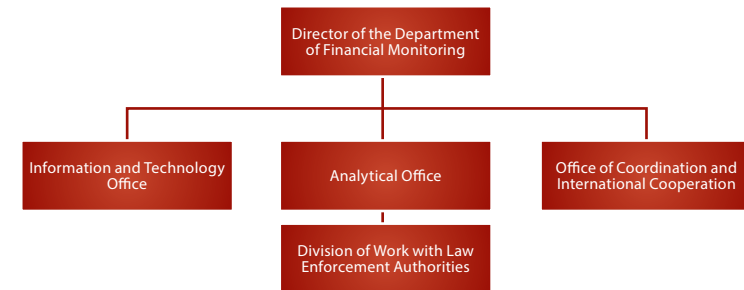 Director of the Department
of Financial Monitoring
Information and Technology
Office
Analytical Office
Office of Coordination and
International Cooperation
Division of Work with Law
Enforcement Authorities